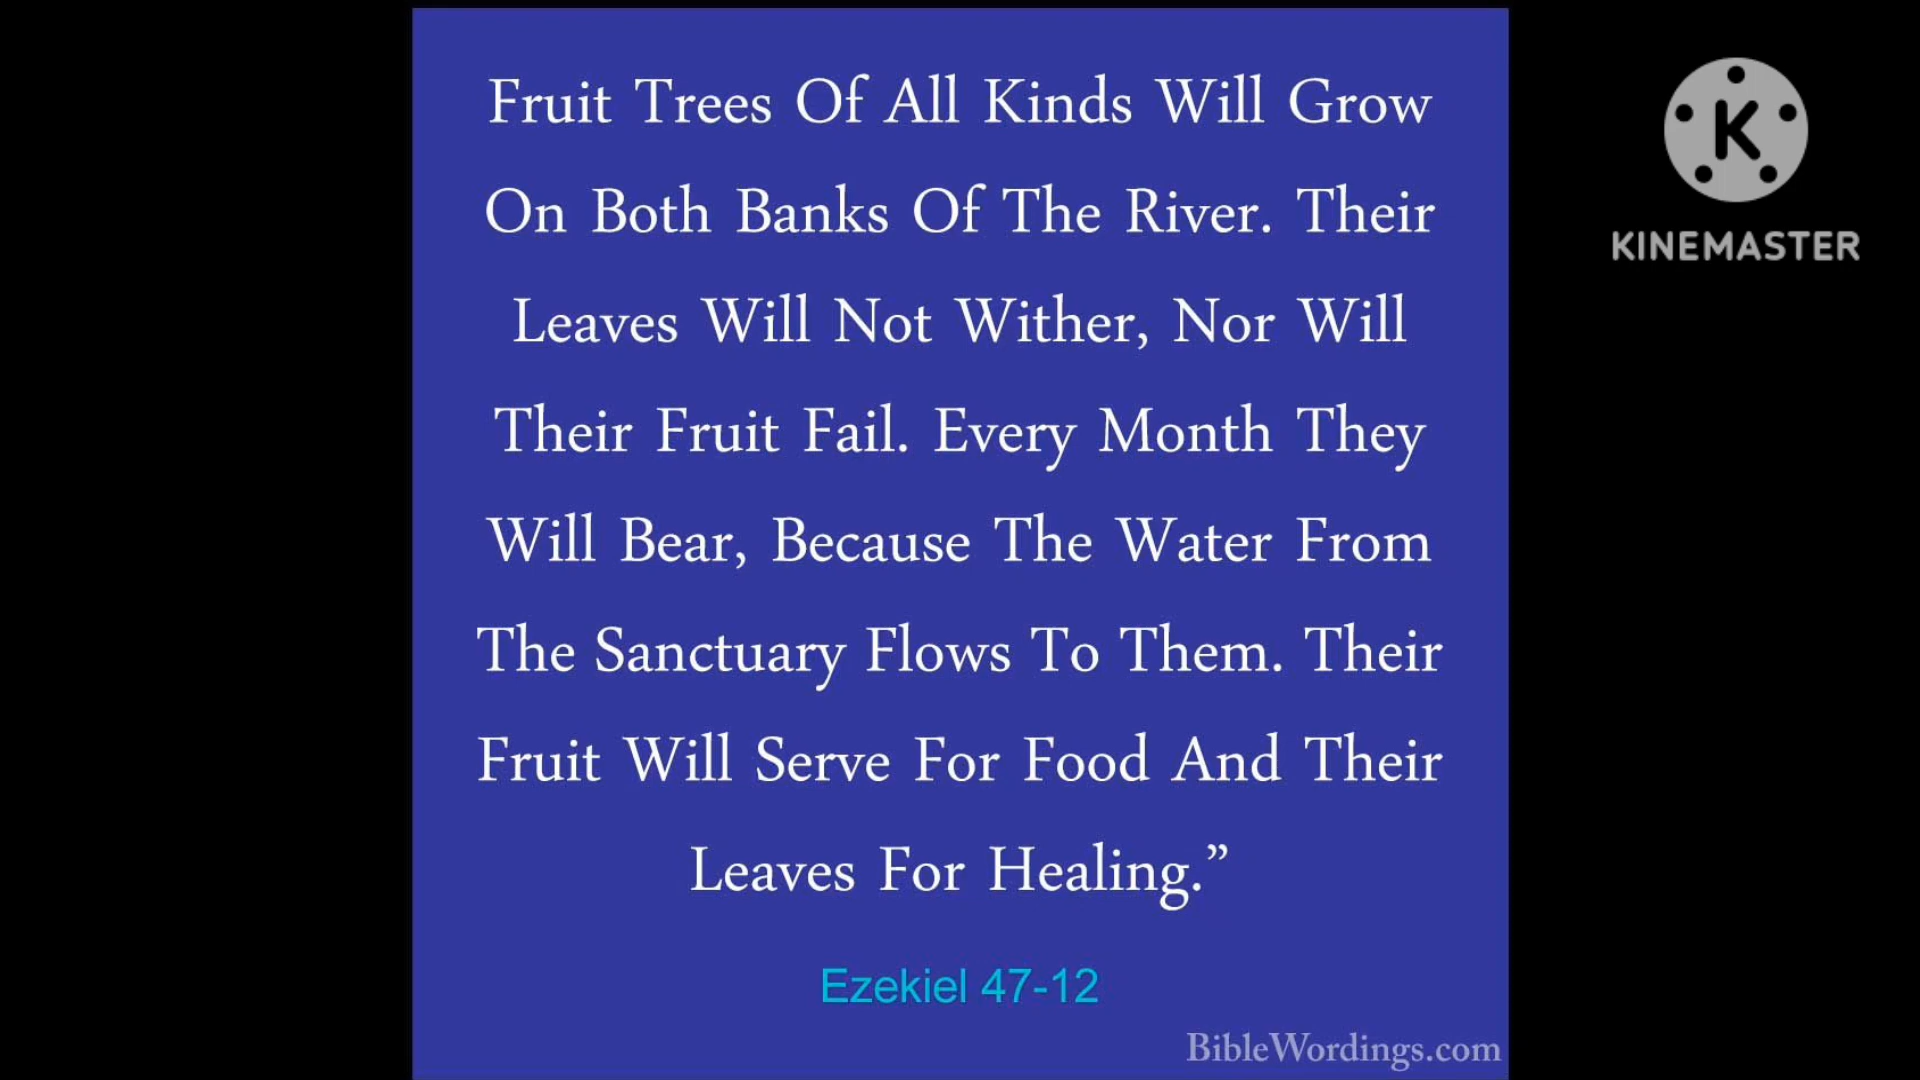 Fruit Trees Of All Kinds Will Grow
On Both Banks Of The River. Their
Leaves Will Not Wither, Nor Will
Their Fruit Fail. Every Month They
Will Bear, Because The Water From
The Sanctuary Flows To Them. Their
Fruit Will Serve For Food And Their
Leaves For Healing.”
Ezekiel 47-12
BibleWordings.com
K
KINEMASTER